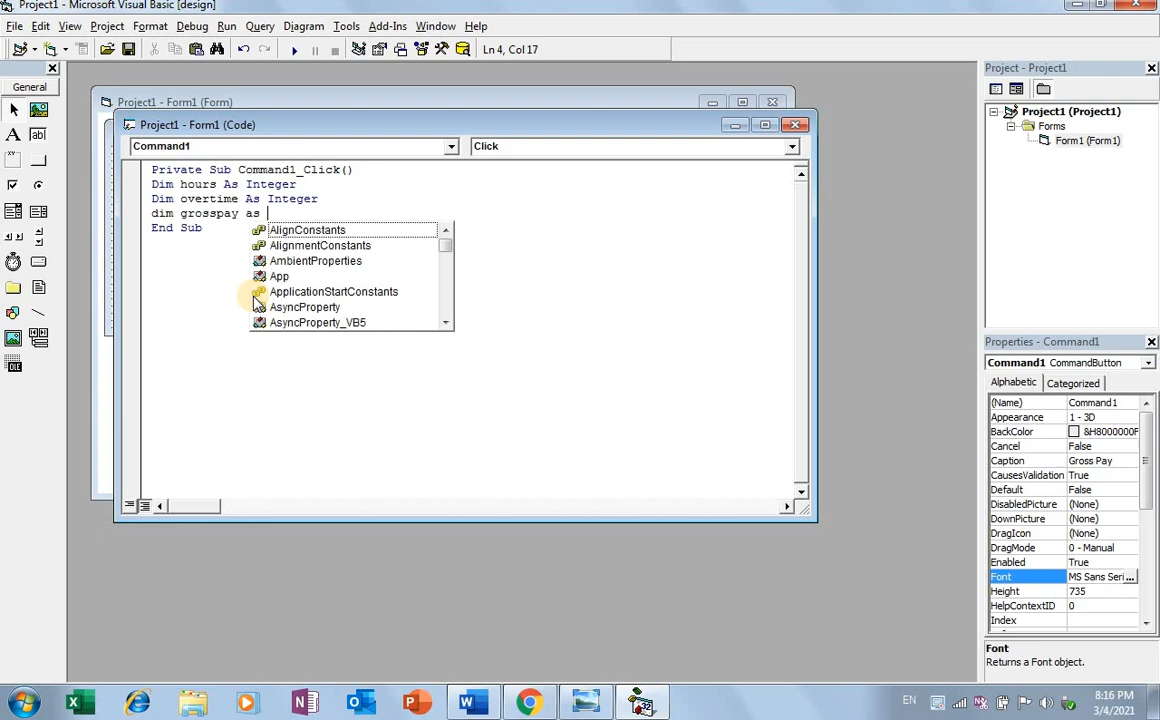 Project1 - Microsoft Visual Basic [design]
File Edit View Project Format Debug Run Query Diagram Tools Add-Ins Window Help
Ln 4, Col 17
General
Project1 - Form1 (Form)
Project1 - Form1 (Code)
Command1
Click
Private Sub Command1_Click()
Dim hours As Integer
Dim overtime As Integer
dim grosspay as
End Sub
AlignConstants
AlignmentConstants
AmbientProperties
App
ApplicationStartConstants
AsyncProperty
AsyncProperty_VB5
Project - Project1
Project1 (Project1)
Forms
Form1 (Form1)
Properties - Command1
Command1 CommandButton
Alphabetic Categorized
(Name) Command1
Appearance 1 - 3D
BackColor &H8000000F
Cancel False
Caption Gross Pay
CausesValidation True
Default False
DisabledPicture (None)
DownPicture (None)
DragIcon (None)
DragMode 0 - Manual
Enabled True
Font MS Sans Seri ...
Height 735
HelpContextID 0
Index
Font
Returns a Font object.
EN
8:16 PM
3/4/2021